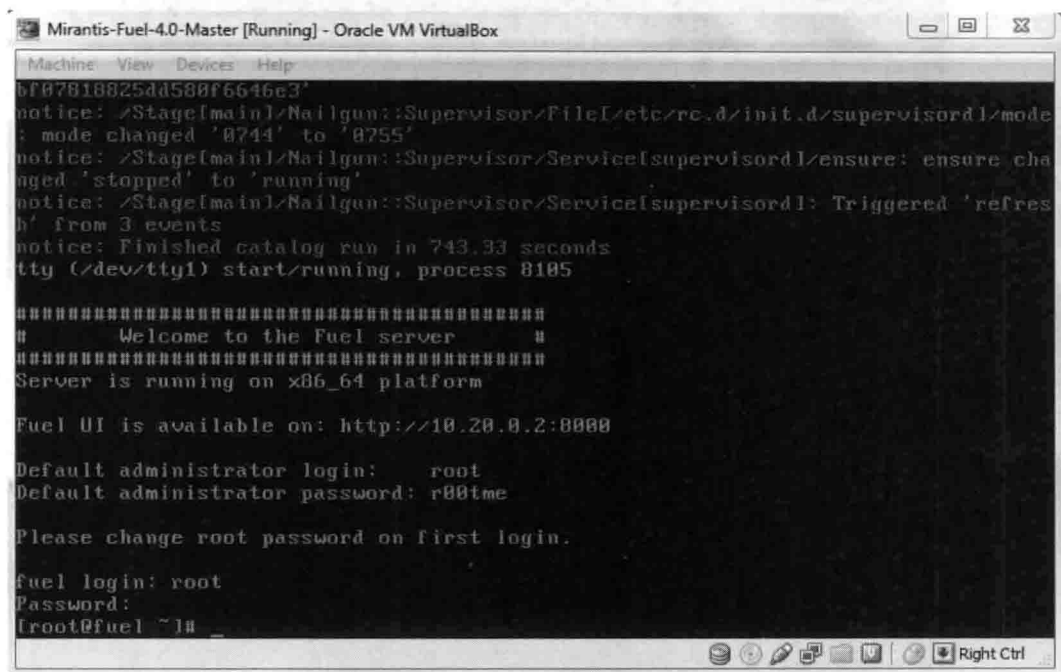 Mirantis-Fuel-4.0-Master [Running] - Oracle VM VirtualBox
Machine View Devices Help
bf07818825dd580f6646e3'
notice: /Stage[main]/Nailgun::Supervisor/File[/etc/rc.d/init.d/supervisord]/mode
: mode changed '0744' to '0755'
notice: /Stage[main]/Nailgun::Supervisor/Service[supervisord]/ensure: ensure cha
nged 'stopped' to 'running'
notice: /Stage[main]/Nailgun::Supervisor/Service[supervisord]: Triggered 'refres
h' from 3 events
notice: Finished catalog run in 743.33 seconds
tty (/dev/tty1) start/running, process 8105
#########################################
#       Welcome to the Fuel server      #
#########################################
Server is running on x86_64 platform
Fuel UI is available on: http://10.20.0.2:8000
Default administrator login:    root
Default administrator password: r00tme
Please change root password on first login.
fuel login: root
Password:
[root@fuel ~]# _
Right Ctrl